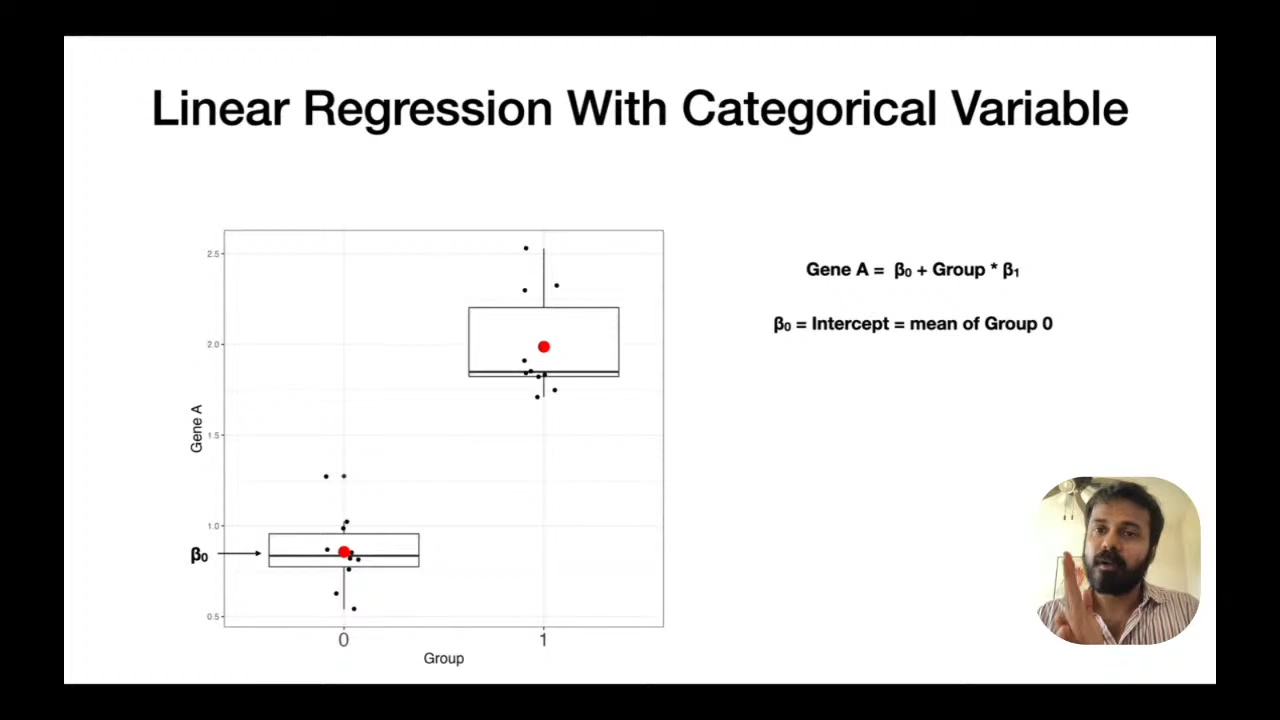 Linear Regression With Categorical Variable
Gene A = β₀ + Group * β₁
β₀ = Intercept = mean of Group 0
2.5
2.0
1.5
1.0
0.5
Gene A
β₀
0 1
Group